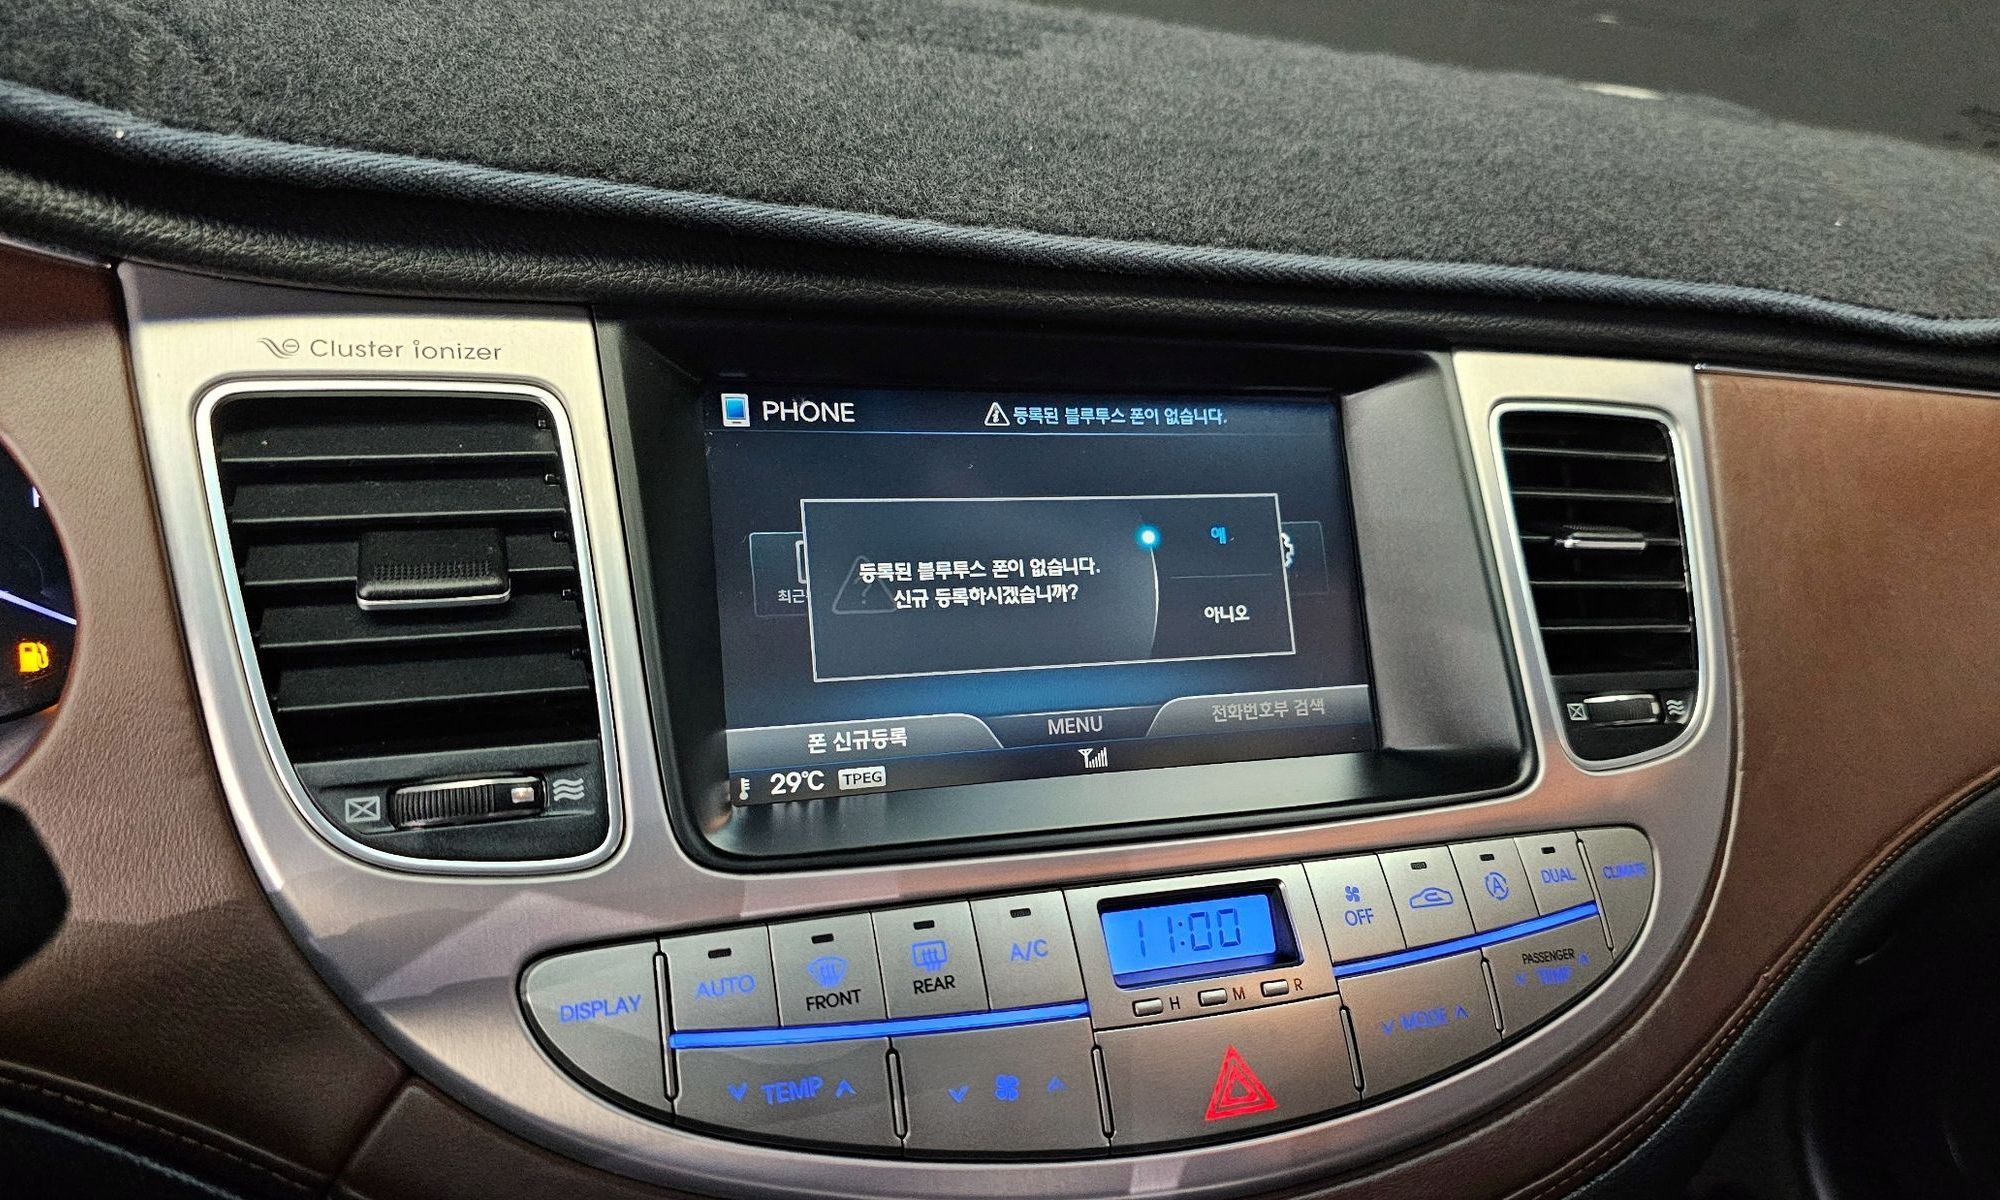 Cluster ionizer
PHONE
등록된 블루투스 폰이 없습니다.
등록된 블루투스 폰이 없습니다.
신규 등록하시겠습니까?
예
아니오
최근
폰 신규등록
MENU
전화번호부 검색
29℃ TPEG
DISPLAY
AUTO
FRONT
REAR
A/C
11:00
H M R
OFF
DUAL
CLIMATE
TEMP
MODE
PASSENGER
TEMP